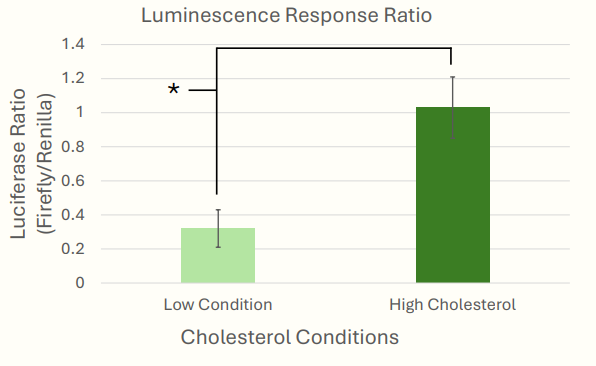 Luminescence Response Ratio
Luciferase Ratio
(Firefly/Renilla)
1.4
1.2
1
0.8
0.6
0.4
0.2
0
*
Low Condition
High Cholesterol
Cholesterol Conditions